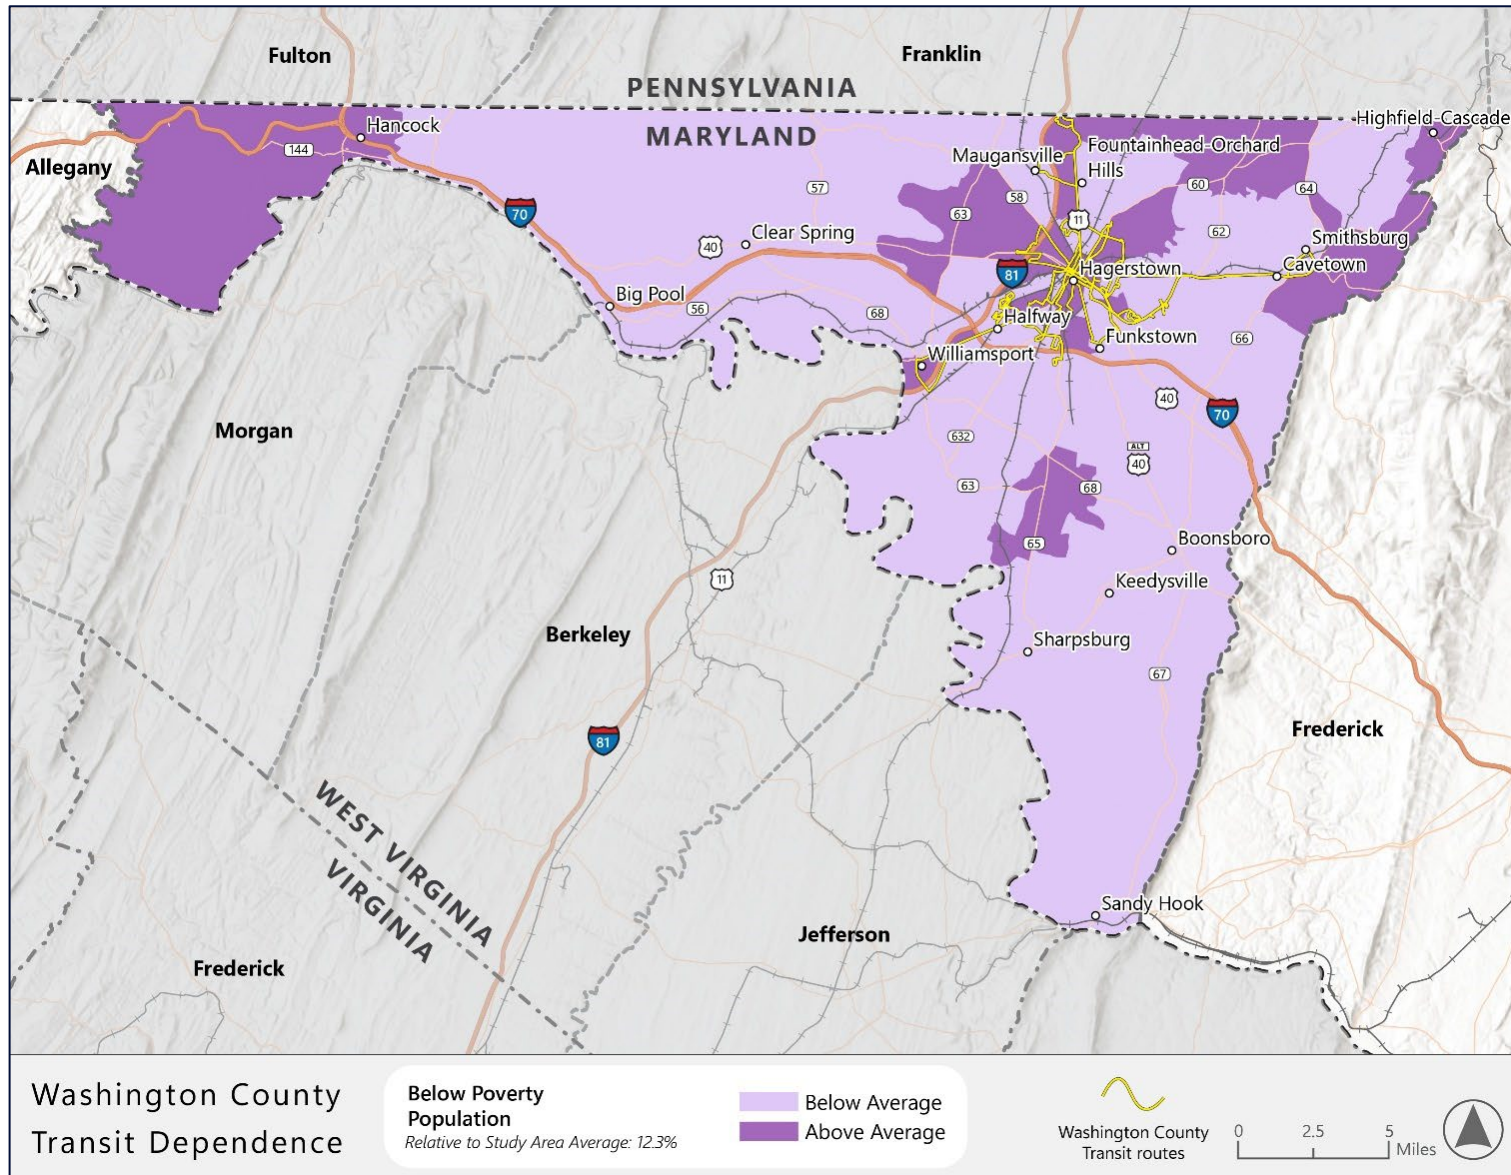 Fulton
Franklin
PENNSYLVANIA
MARYLAND
Hancock
Highfield-Cascade
144
Allegany
Maugansville
Fountainhead-Orchard
Hills
57
58
60
64
63
11
70
62
40
Clear Spring
Smithsburg
Cavetown
Hagerstown
81
Big Pool
56
68
Halfway
Funkstown
66
Williamsport
40
70
Morgan
632
ALT
40
63
68
65
Boonsboro
11
Keedysville
Berkeley
Sharpsburg
67
81
Frederick
WEST VIRGINIA
VIRGINIA
Sandy Hook
Jefferson
Frederick
Washington County
Transit Dependence
Below Poverty
Population
Relative to Study Area Average: 12.3%
Below Average
Above Average
Washington County
Transit routes
0 2.5 5
Miles